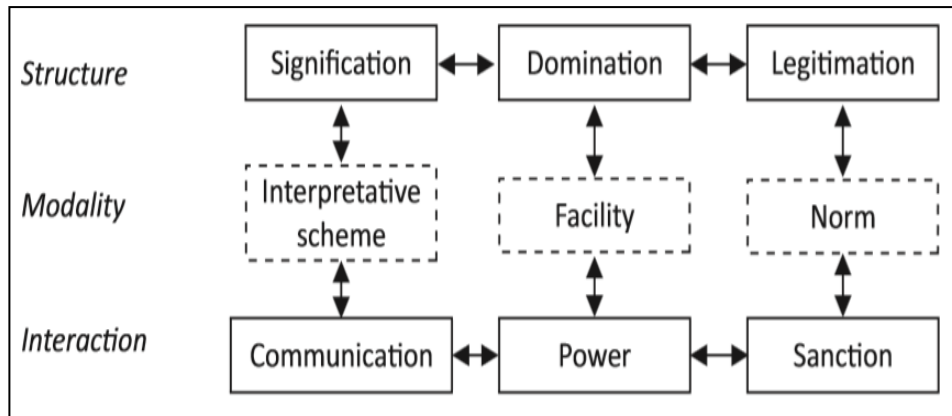 Structure
Signification
Domination
Legitimation
Modality
Interpretative
scheme
Facility
Norm
Interaction
Communication
Power
Sanction